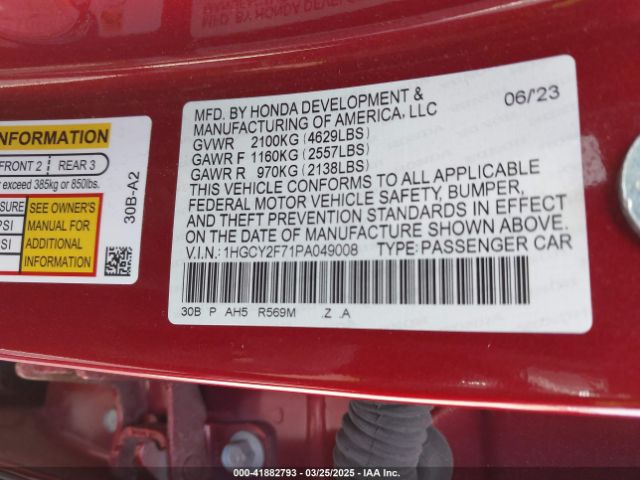 MFD. BY HONDA DEVELOPMENT &
MANUFACTURING OF AMERICA, LLC
06/'23
GVWR 2100KG (4629LBS)
GAWR F 1160KG (2557LBS)
GAWR R 970KG (2138LBS)
THIS VEHICLE CONFORMS TO ALL APPLICABLE
FEDERAL MOTOR VEHICLE SAFETY, BUMPER,
AND THEFT PREVENTION STANDARDS IN EFFECT
ON THE DATE OF MANUFACTURE SHOWN ABOVE.
V.I.N.: 1HGCY2F71PA049008 TYPE: PASSENGER CAR
30B P AH5 R569M .Z .A
INFORMATION
FRONT 2 REAR 3
exceed 385kg or 850lbs.
SEE OWNER'S
MANUAL FOR
ADDITIONAL
INFORMATION
PSI
30B-A2
000-41882793 - 03/25/2025 - IAA Inc.